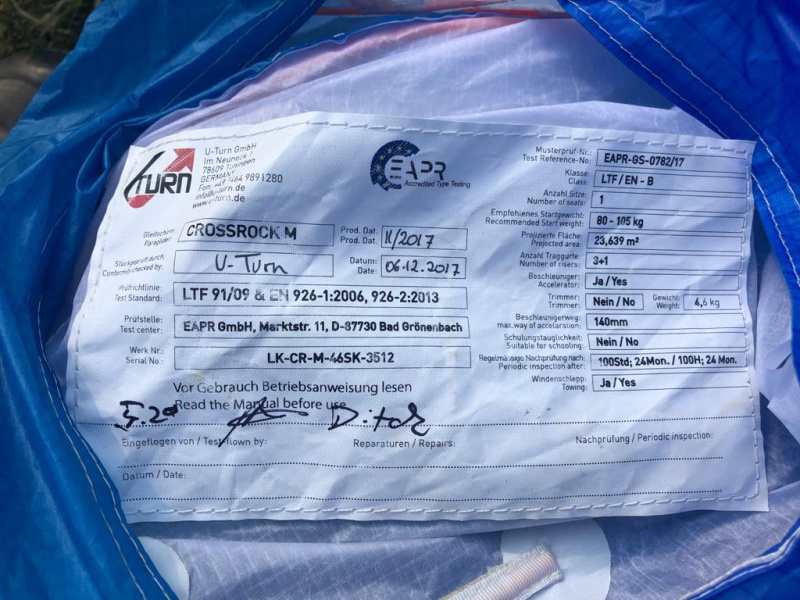 U-TURN
U-Turn GmbH
Im Neuneck 1
78609 Tuningen
GERMANY
Fon: +49 7464 9891280
info@u-turn.de
www.u-turn.de
EAPR
Accredited Type Testing
Gleitschirm: CROSSROCK M Prod. Dat. 11/2017
Paraglider: Prod. Dat.
Stückgeprüft durch: U-Turn Datum: 06.12.2017
Conformity checked by: Date:
Prüfrichtlinie: LTF 91/09 & EN 926-1:2006, 926-2:2013
Test Standard:
Prüfstelle: EAPR GmbH, Marktstr. 11, D-87730 Bad Grönenbach
Test center:
Werk Nr.: LK-CR-M-46SK-3512
Serial No.:
Vor Gebrauch Betriebsanweisung lesen
Read the Manual before use
Eingeflogen von / Test flown by: Reparaturen / Repairs: Nachprüfung / Periodic inspection:
Datum / Date:
Musterprüf-Nr.: EAPR-GS-0782/17
Test Reference-No.:
Klasse: LTF/EN - B
Class:
Anzahl Sitze: 1
Number of seats:
Empfohlenes Startgewicht: 80 - 105 kg
Recommended Start weight:
Projizierte Fläche: 23,639 m²
Projected area:
Anzahl Traggurte: 3+1
Number of risers:
Beschleuniger: Ja / Yes
Accelerator:
Trimmer: Nein / No Gewicht: 4,6 kg
Trimmer: Weight:
Beschleunigerweg: 140mm
max.way of accelaration:
Schulungstauglichkeit: Nein / No
Suitable for schooling:
Regelmäßige Nachprüfung nach: 100Std; 24Mon. / 100H; 24 Mon.
Periodic inspection after:
Windenschlepp: Ja / Yes
Towing: